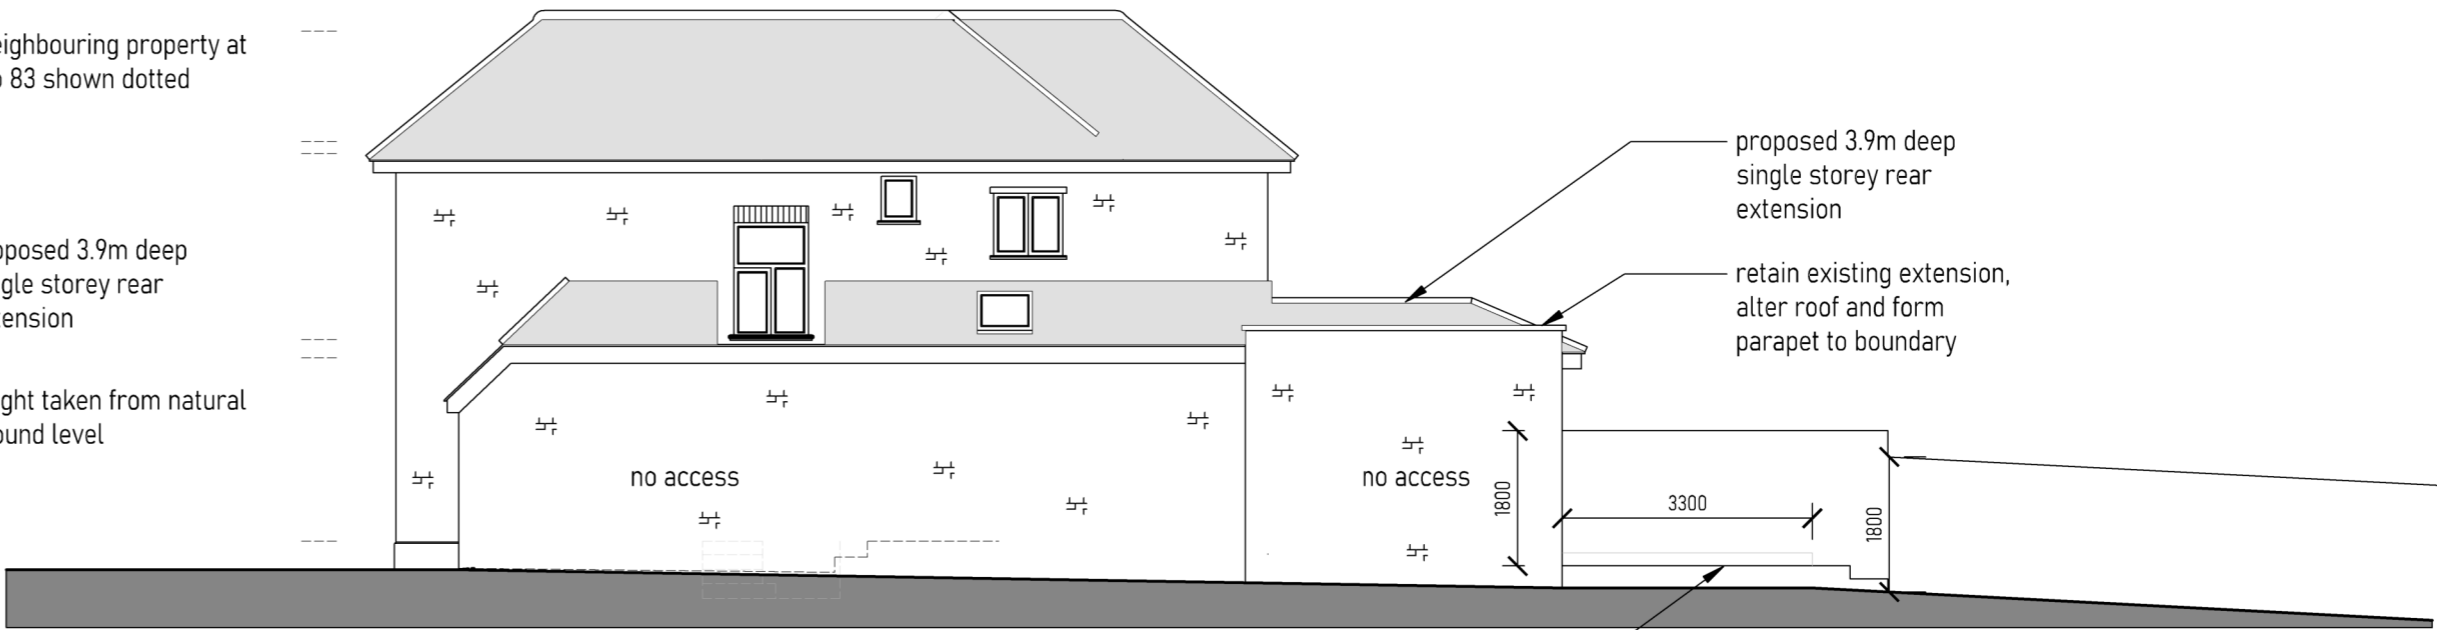 eighbouring property at
83 shown dotted
oposed 3.9m deep
gle storey rear
ension
ght taken from natural
ound level
proposed 3.9m deep
single storey rear
extension
retain existing extension,
alter roof and form
parapet to boundary
no access
no access
1800
3300
1800